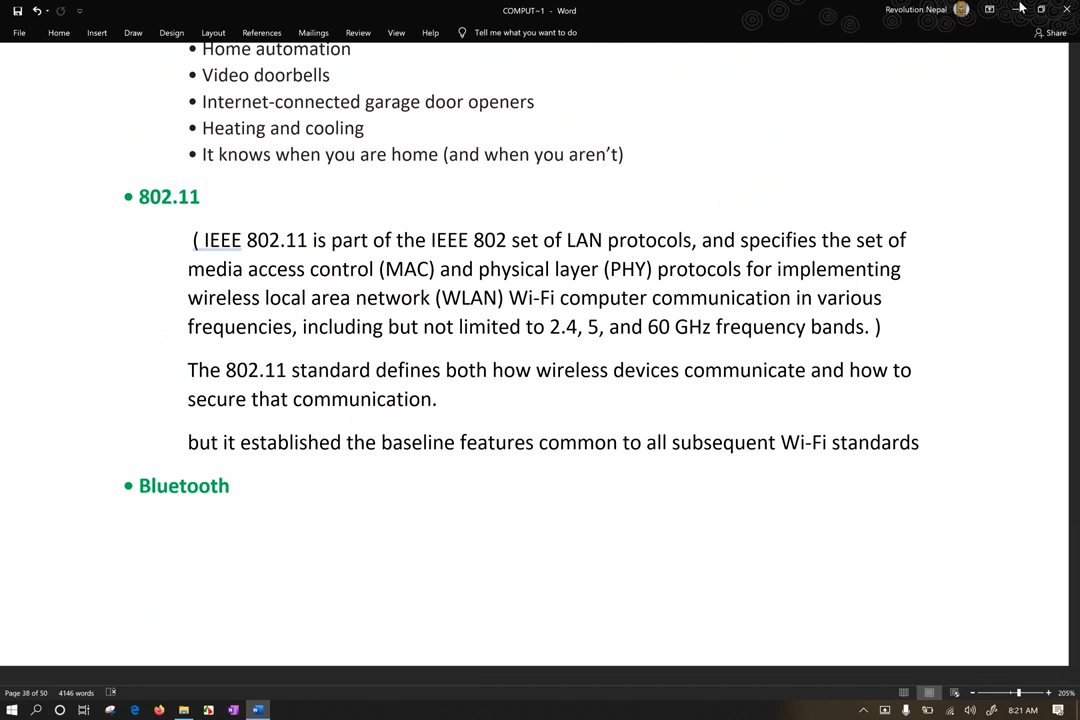 COMPUT~1 - Word
Revolution Nepal
File Home Insert Draw Design Layout References Mailings Review View Help Tell me what you want to do Share
• Home automation
• Video doorbells
• Internet-connected garage door openers
• Heating and cooling
• It knows when you are home (and when you aren’t)
• 802.11
( IEEE 802.11 is part of the IEEE 802 set of LAN protocols, and specifies the set of
media access control (MAC) and physical layer (PHY) protocols for implementing
wireless local area network (WLAN) Wi-Fi computer communication in various
frequencies, including but not limited to 2.4, 5, and 60 GHz frequency bands. )
The 802.11 standard defines both how wireless devices communicate and how to
secure that communication.
but it established the baseline features common to all subsequent Wi-Fi standards
• Bluetooth
Page 38 of 50 4146 words 205%
8:21 AM